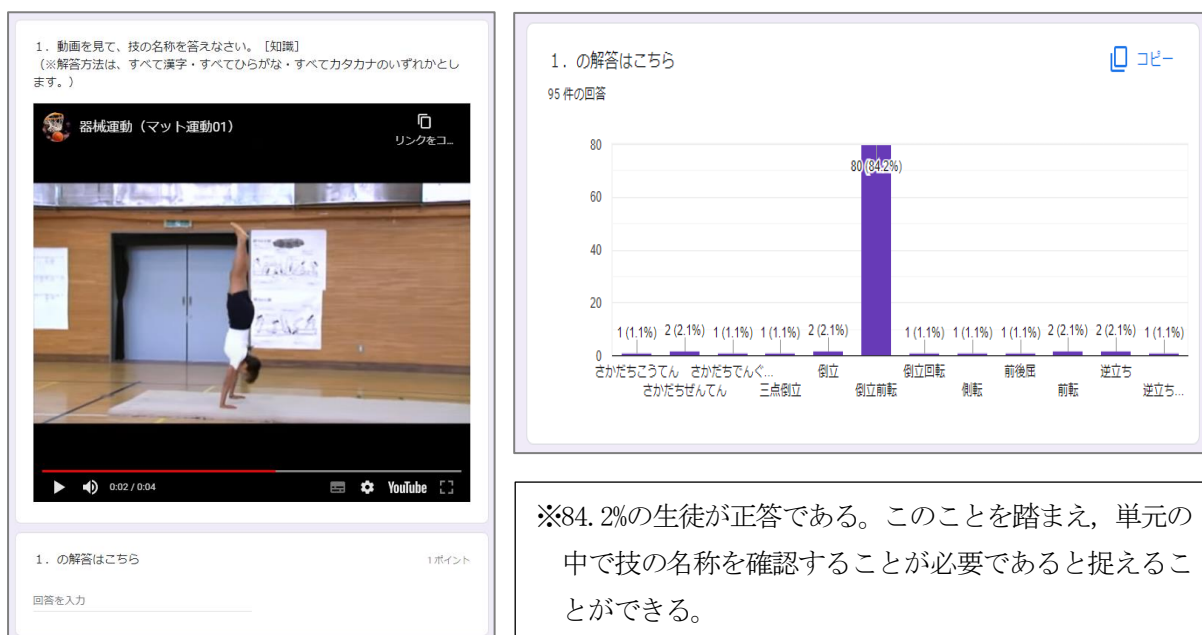 1．動画を見て、技の名称を答えなさい。［知識］
（※解答方法は、すべて漢字・すべてひらがな・すべてカタカナのいずれかとし
ます。）
器械運動（マット運動01）
リンクをコ...
0:02 / 0:04
YouTube
1．の解答はこちら
1 ポイント
回答を入力
1．の解答はこちら
コピー
95 件の回答
80
60
40
20
0
80 (84.2%)
1 (1.1%) 2 (2.1%) 1 (1.1%) 1 (1.1%) 2 (2.1%) 1 (1.1%) 1 (1.1%) 1 (1.1%) 2 (2.1%) 2 (2.1%) 1 (1.1%)
さかだちこうてん さかだちでんぐ... 倒立 倒立回転 前後屈 逆立ち
さかだちぜんてん 三点倒立 倒立前転 側転 前転 逆立ち...
※84.2%の生徒が正答である。このことを踏まえ，単元の
中で技の名称を確認することが必要であると捉えるこ
とができる。